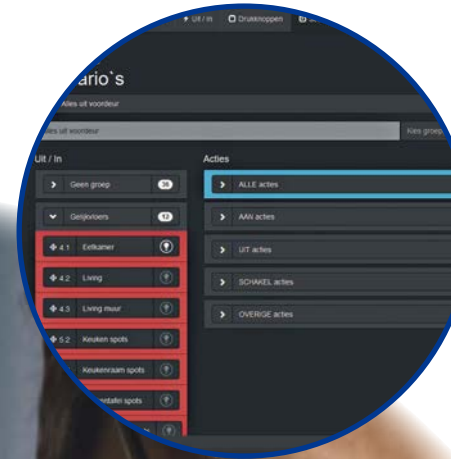 Uit / In Drukknoppen
ario`s
Alles uit voordeur
les uit voordeur Kies groep
Uit / In Acties
Geen groep 36
Gelijkvloers 12
4.1 Eetkamer
4.2 Living
4.3 Living muur
5.2 Keuken spots
Keukenraam spots
spots
ALLE acties
AAN acties
UIT acties
SCHAKEL acties
OVERIGE acties